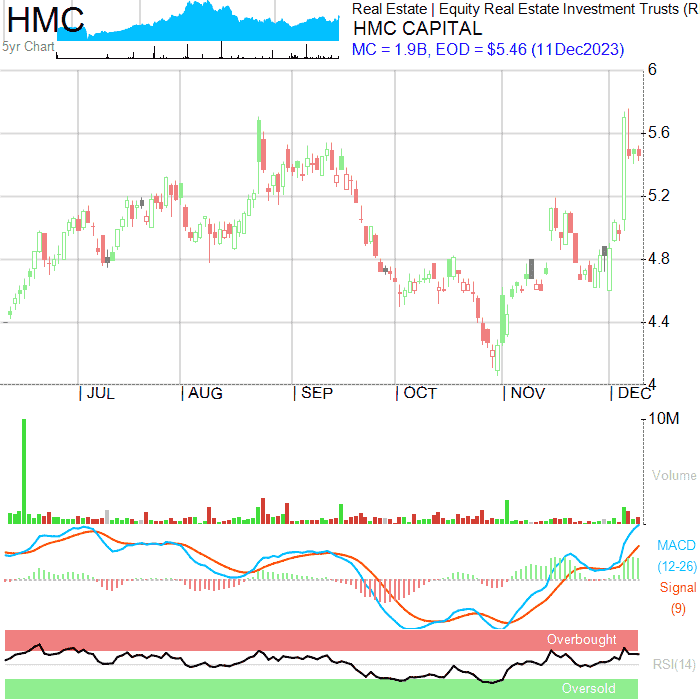 HMC
5yr Chart
Real Estate | Equity Real Estate Investment Trusts (R
HMC CAPITAL
MC = 1.9B, EOD = $5.46 (11Dec2023)
6
5.6
5.2
4.8
4.4
4
| JUL | AUG | SEP | OCT | NOV | DEC
10M
Volume
MACD
(12-26)
Signal
(9)
Overbought
RSI(14)
Oversold